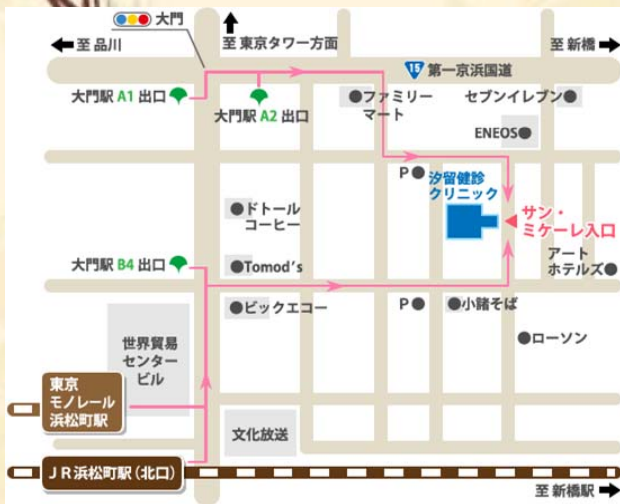 大門
至 品川
至 東京タワー方面
至 新橋
15 第一京浜国道
大門駅 A1 出口
大門駅 A2 出口
ファミリー
マート
セブンイレブン
ENEOS
P
汐留健診
クリニック
サン・
ミケーレ入口
ドトール
コーヒー
アート
ホテルズ
大門駅 B4 出口
Tomod's
ビックエコー
P
小諸そば
ローソン
世界貿易
センター
ビル
東京
モノレール
浜松町駅
文化放送
JR浜松町駅(北口)
至 新橋駅